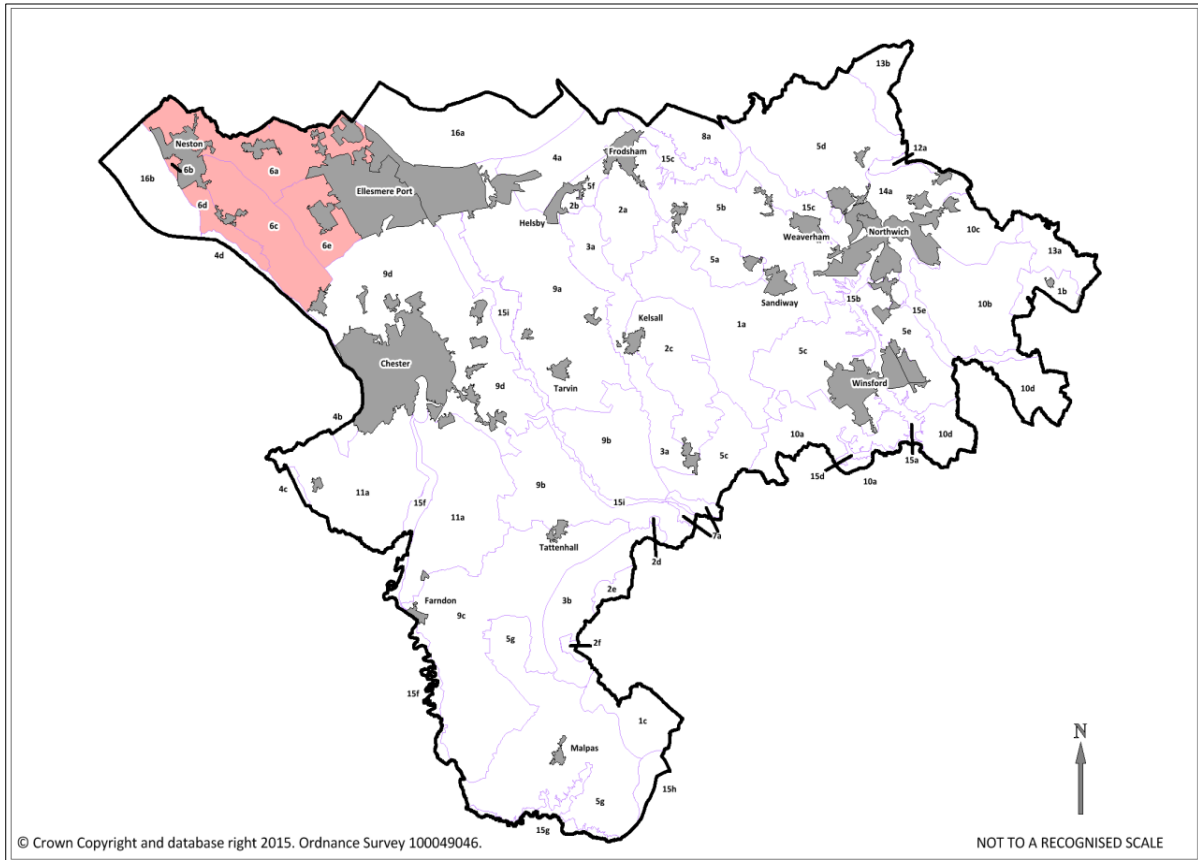 13b
16a
8a
5d
12a
4a
Frodsham
15c
Neston
6a
6b
16b
Ellesmere Port
5f
2b
14a
6d
Helsby
2a
5b
15c
Weaverham
Northwich
10c
6c
6e
3a
13a
4d
5a
9d
9a
Sandiway
15b
1b
15i
Kelsall
1a
15e
10b
2c
5e
Chester
5c
Winsford
Tarvin
9d
10d
4b
9b
3a
5c
10a
10d
15a
15d
10a
4c
11a
15f
9b
15i
11a
7a
Tattenhall
2d
2e
Farndon
3b
9c
5g
2f
15f
1c
N
Malpas
15h
5g
15g
© Crown Copyright and database right 2015. Ordnance Survey 100049046.
NOT TO A RECOGNISED SCALE